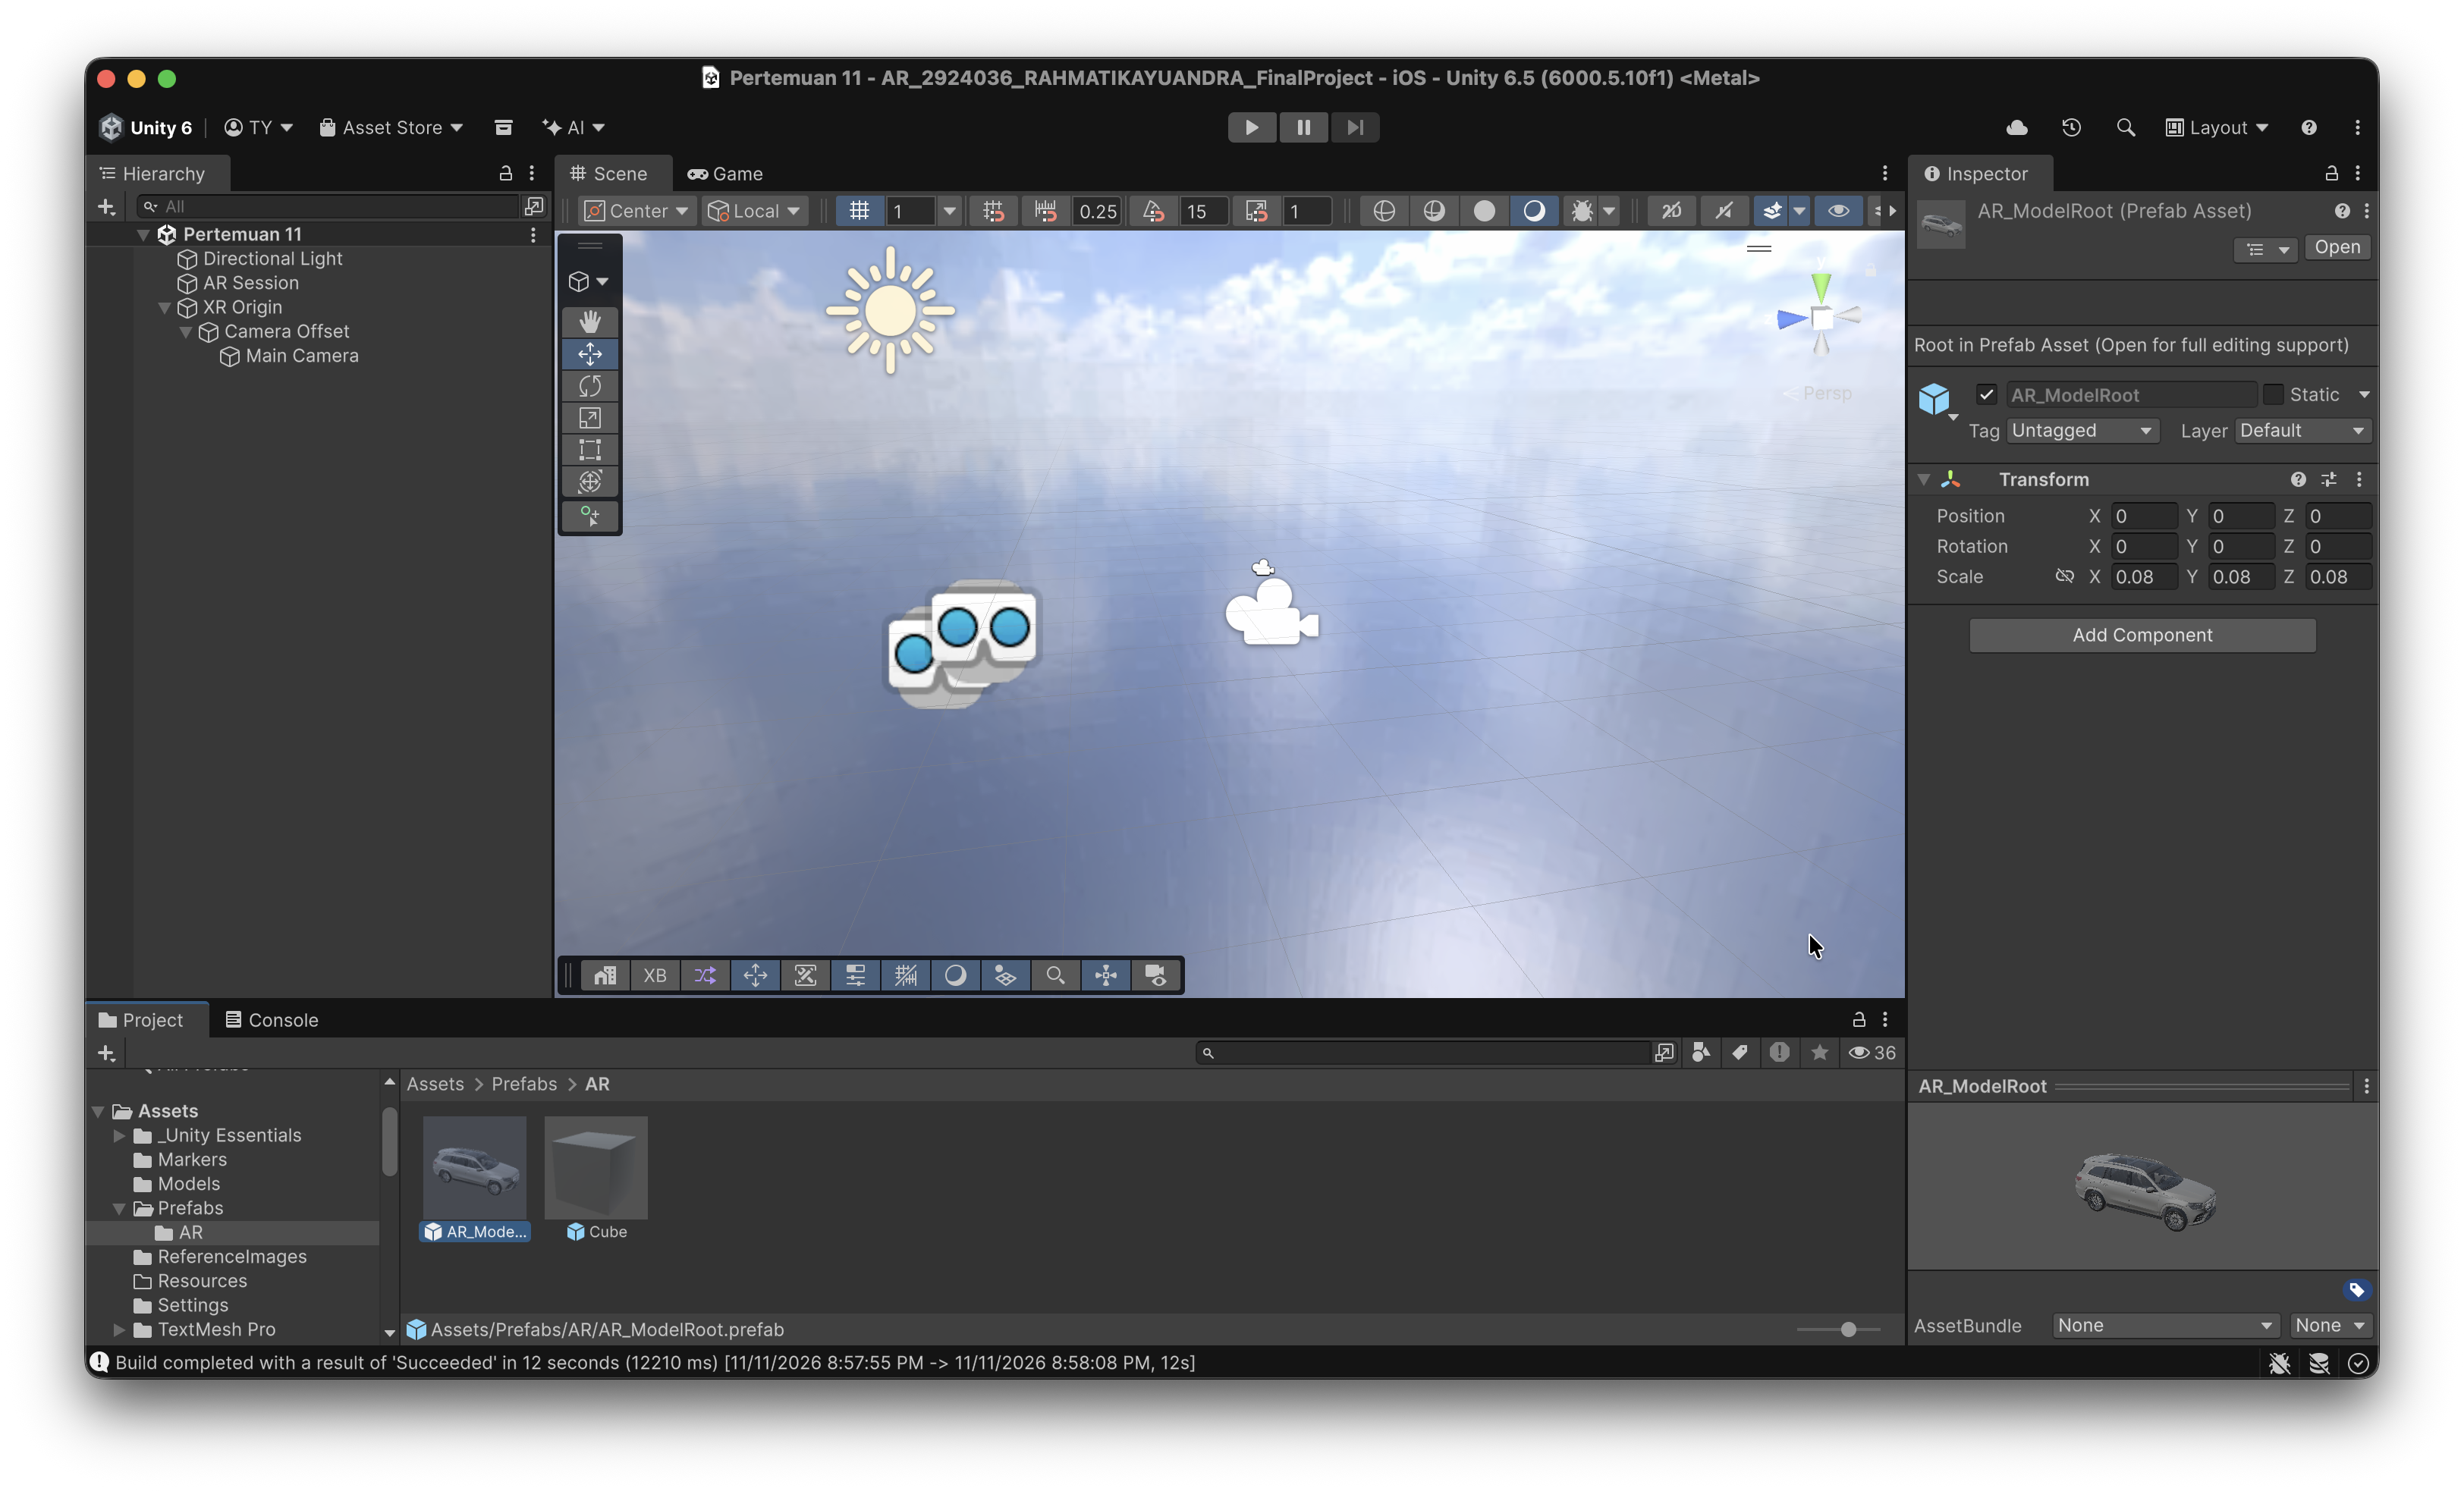 Pertemuan 11 - AR_2924036_RAHMATIKAYUANDRA_FinalProject - iOS - Unity 6.5 (6000.5.10f1) <Metal>
Unity 6 TY Asset Store AI Layout
Hierarchy
All
Pertemuan 11
Directional Light
AR Session
XR Origin
Camera Offset
Main Camera
Scene Game
Center Local 1 0.25 15 1 2D
y
Persp
XB
Inspector
AR_ModelRoot (Prefab Asset)
Open
Root in Prefab Asset (Open for full editing support)
AR_ModelRoot Static
Tag Untagged Layer Default
Transform
Position X 0 Y 0 Z 0
Rotation X 0 Y 0 Z 0
Scale X 0.08 Y 0.08 Z 0.08
Add Component
Project Console
36
Assets
_Unity Essentials
Markers
Models
Prefabs
AR
ReferenceImages
Resources
Settings
TextMesh Pro
Assets > Prefabs > AR
AR_Mode... Cube
Assets/Prefabs/AR/AR_ModelRoot.prefab
AR_ModelRoot
AssetBundle None None
Build completed with a result of 'Succeeded' in 12 seconds (12210 ms) [11/11/2026 8:57:55 PM -> 11/11/2026 8:58:08 PM, 12s]